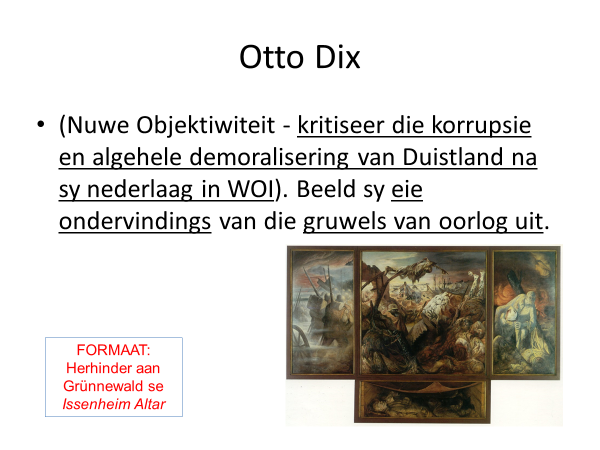 Otto Dix
• (Nuwe Objektiwiteit - kritiseer die korrupsie
en algehele demoralisering van Duistland na
sy nederlaag in WOI). Beeld sy eie
ondervindings van die gruwels van oorlog uit.
FORMAAT:
Herhinder aan
Grünnewald se
Issenheim Altar